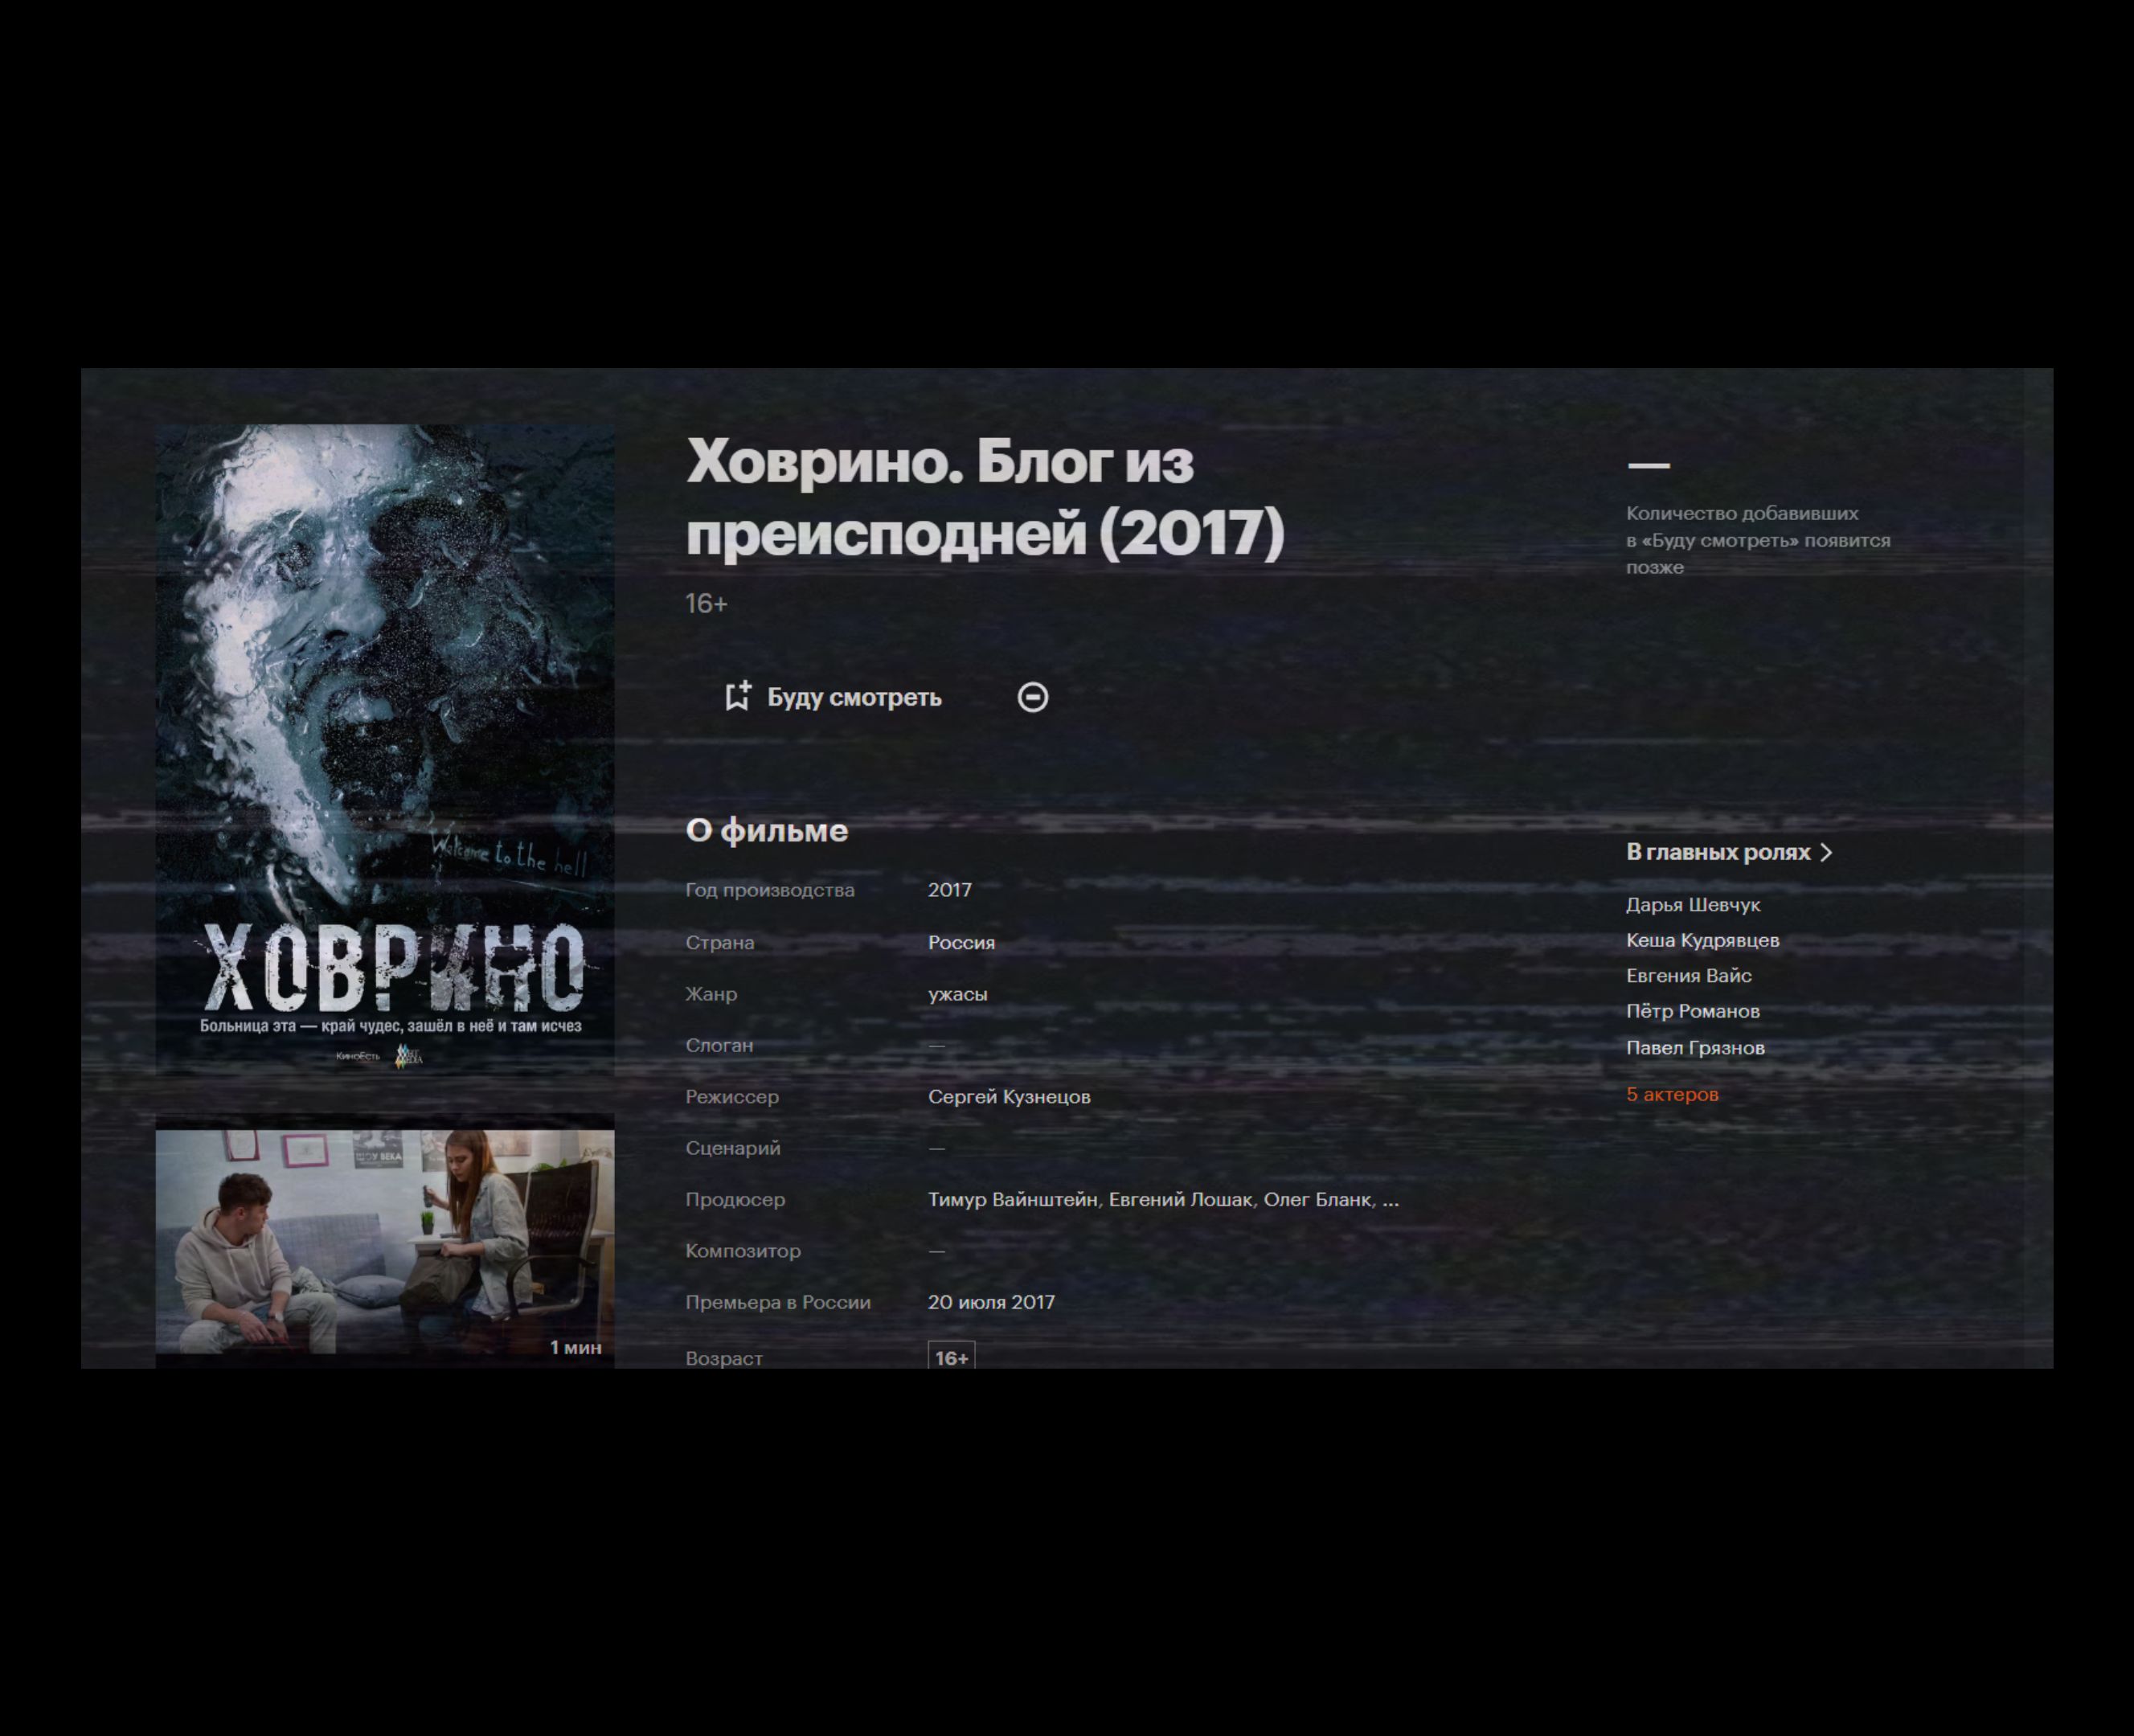 Ховрино. Блог из
преисподней (2017)
16+
Буду смотреть
—
Количество добавивших
в «Буду смотреть» появится
позже
Welcome to the hell
ХОВРИНО
Больница эта — край чудес, зашёл в неё и там исчез
КиноЕсть
О фильме
Год производства 2017
Страна Россия
Жанр ужасы
Слоган —
Режиссер Сергей Кузнецов
Сценарий —
Продюсер Тимур Вайнштейн, Евгений Лошак, Олег Бланк, ...
Композитор —
Премьера в России 20 июля 2017
Возраст 16+
В главных ролях
Дарья Шевчук
Кеша Кудрявцев
Евгения Вайс
Пётр Романов
Павел Грязнов
5 актеров
ВЕКА
1 мин